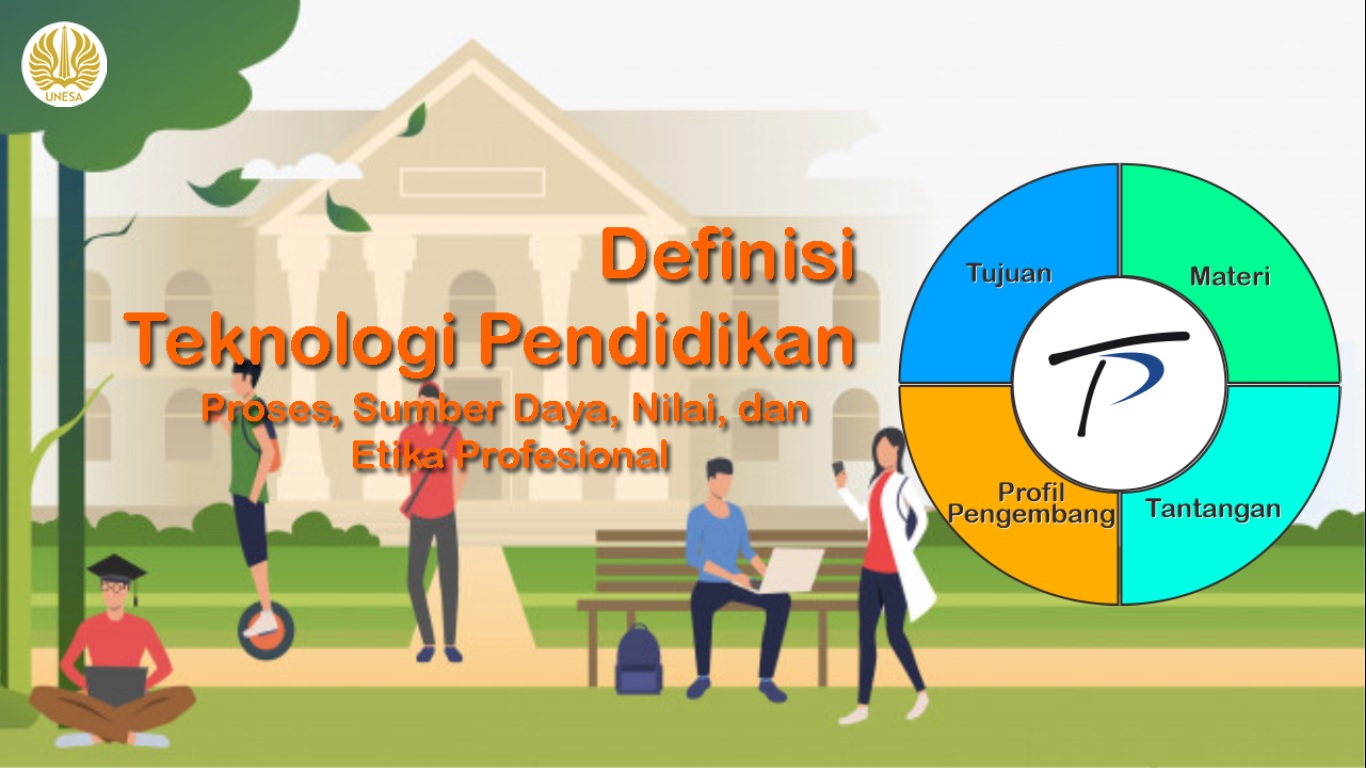 UNESA
Definisi
Teknologi Pendidikan
Proses, Sumber Daya, Nilai, dan
Etika Profesional
Tujuan
Materi
Profil
Pengembang
Tantangan